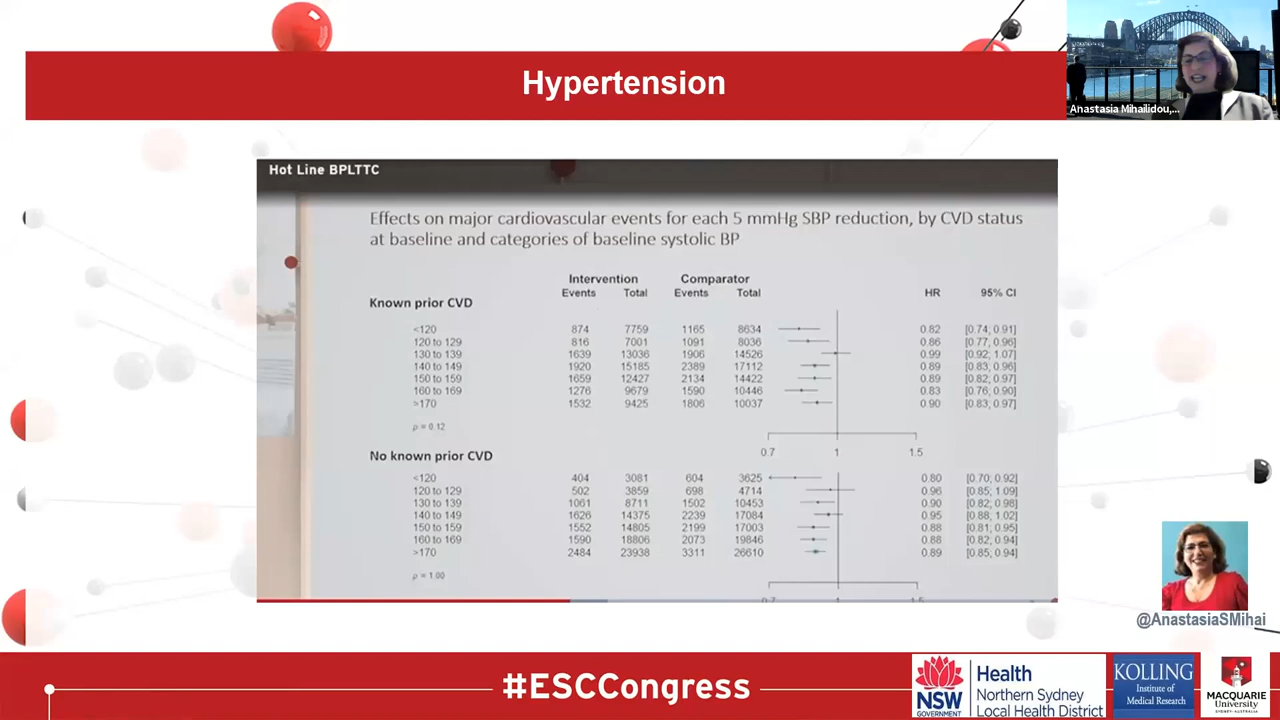 Hypertension
Anastasia Mihailidou,...
Hot Line BPLTTC
Effects on major cardiovascular events for each 5 mmHg SBP reduction, by CVD status
at baseline and categories of baseline systolic BP
Intervention Comparator
Events Total Events Total HR 95% CI
Known prior CVD
<120 874 7759 1165 8634 0.82 [0.74; 0.91]
120 to 129 816 7001 1091 8036 0.86 [0.77; 0.96]
130 to 139 1639 13036 1906 14526 0.99 [0.92; 1.07]
140 to 149 1920 15185 2389 17112 0.89 [0.83; 0.96]
150 to 159 1659 12427 2134 14422 0.89 [0.82; 0.97]
160 to 169 1276 9679 1590 10446 0.83 [0.76; 0.90]
>170 1532 9425 1806 10037 0.90 [0.83; 0.97]
p = 0.12
0.7 1 1.5
No known prior CVD
<120 404 3081 604 3625 0.80 [0.70; 0.92]
120 to 129 502 3859 698 4714 0.96 [0.85; 1.09]
130 to 139 1061 8711 1502 10453 0.90 [0.82; 0.98]
140 to 149 1626 14375 2239 17084 0.95 [0.88; 1.02]
150 to 159 1552 14805 2199 17003 0.88 [0.81; 0.95]
160 to 169 1590 18806 2073 19846 0.88 [0.82; 0.94]
>170 2484 23938 3311 26610 0.89 [0.85; 0.94]
p = 1.00
0.7 1 1.5
@AnastasiaSMihai
#ESCCongress
NSW
GOVERNMENT
Health
Northern Sydney
Local Health District
KOLLING
Institute
of
Medical Research
MACQUARIE
University
SYDNEY·AUSTRALIA